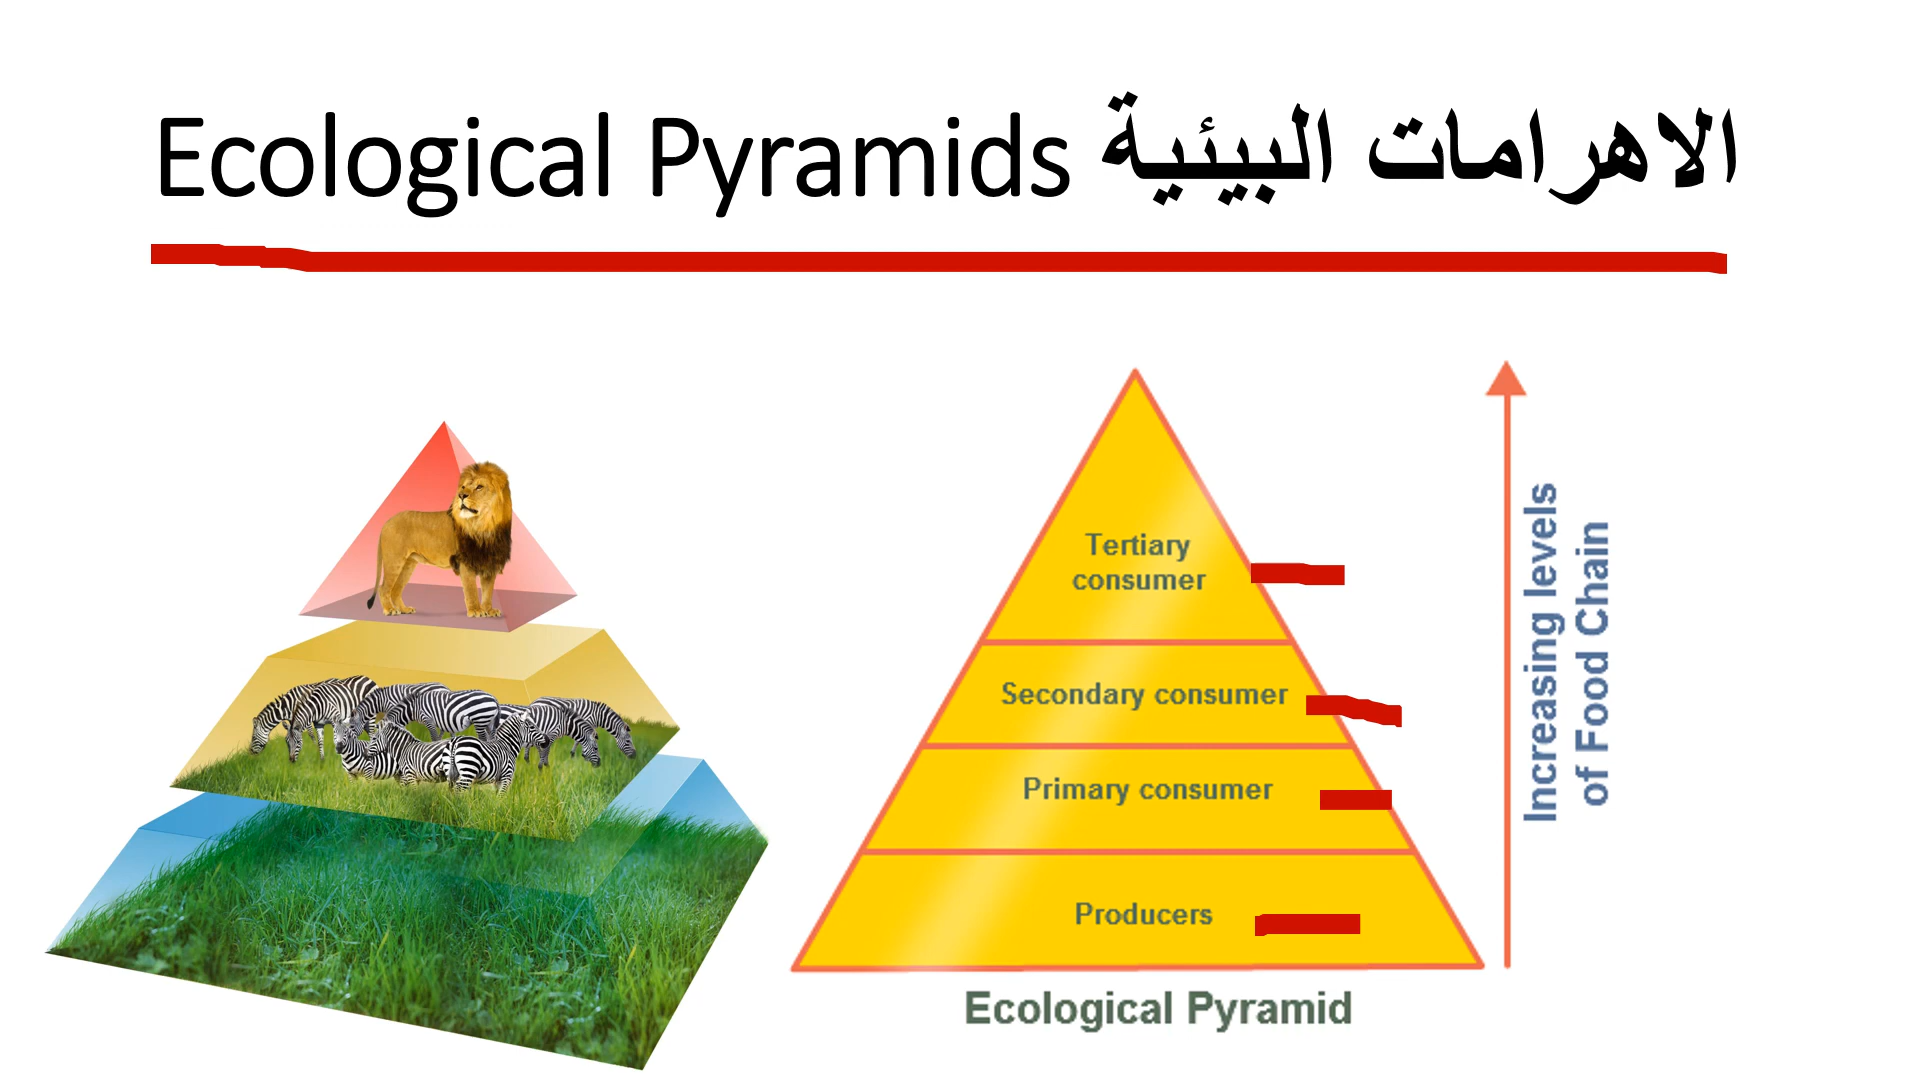 Ecological Pyramids الاهرامات البيئية
Tertiary
consumer
Secondary consumer
Primary consumer
Producers
Ecological Pyramid
Increasing levels
of Food Chain